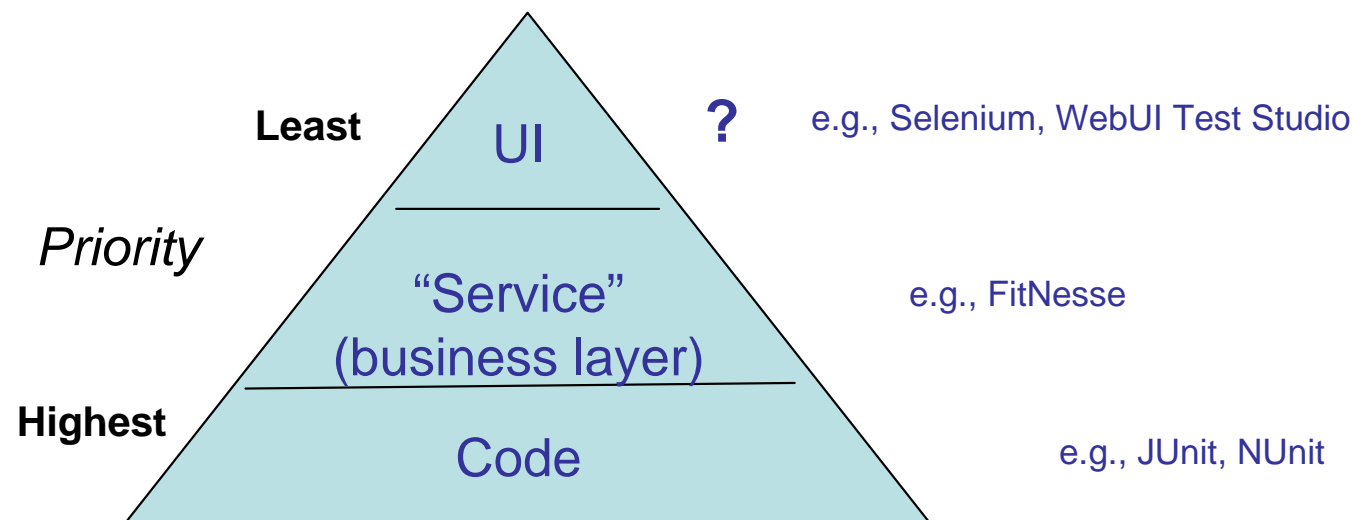 Least
UI
?
e.g., Selenium, WebUI Test Studio
Priority
“Service”
(business layer)
e.g., FitNesse
Highest
Code
e.g., JUnit, NUnit